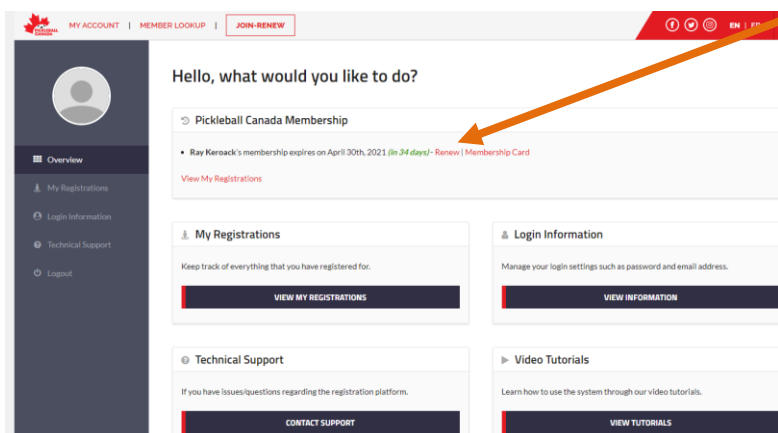 PICKLEBALL
CANADA
MY ACCOUNT | MEMBER LOOKUP | JOIN-RENEW
EN |
Hello, what would you like to do?
Pickleball Canada Membership
• Ray Keroack's membership expires on April 30th, 2021 (in 34 days) - Renew | Membership Card
View My Registrations
Overview
My Registrations
Login Information
Technical Support
Logout
My Registrations
Keep track of everything that you have registered for.
VIEW MY REGISTRATIONS
Login Information
Manage your login settings such as password and email address.
VIEW INFORMATION
Technical Support
If you have issues/questions regarding the registration platform.
CONTACT SUPPORT
Video Tutorials
Learn how to use the system through our video tutorials.
VIEW TUTORIALS